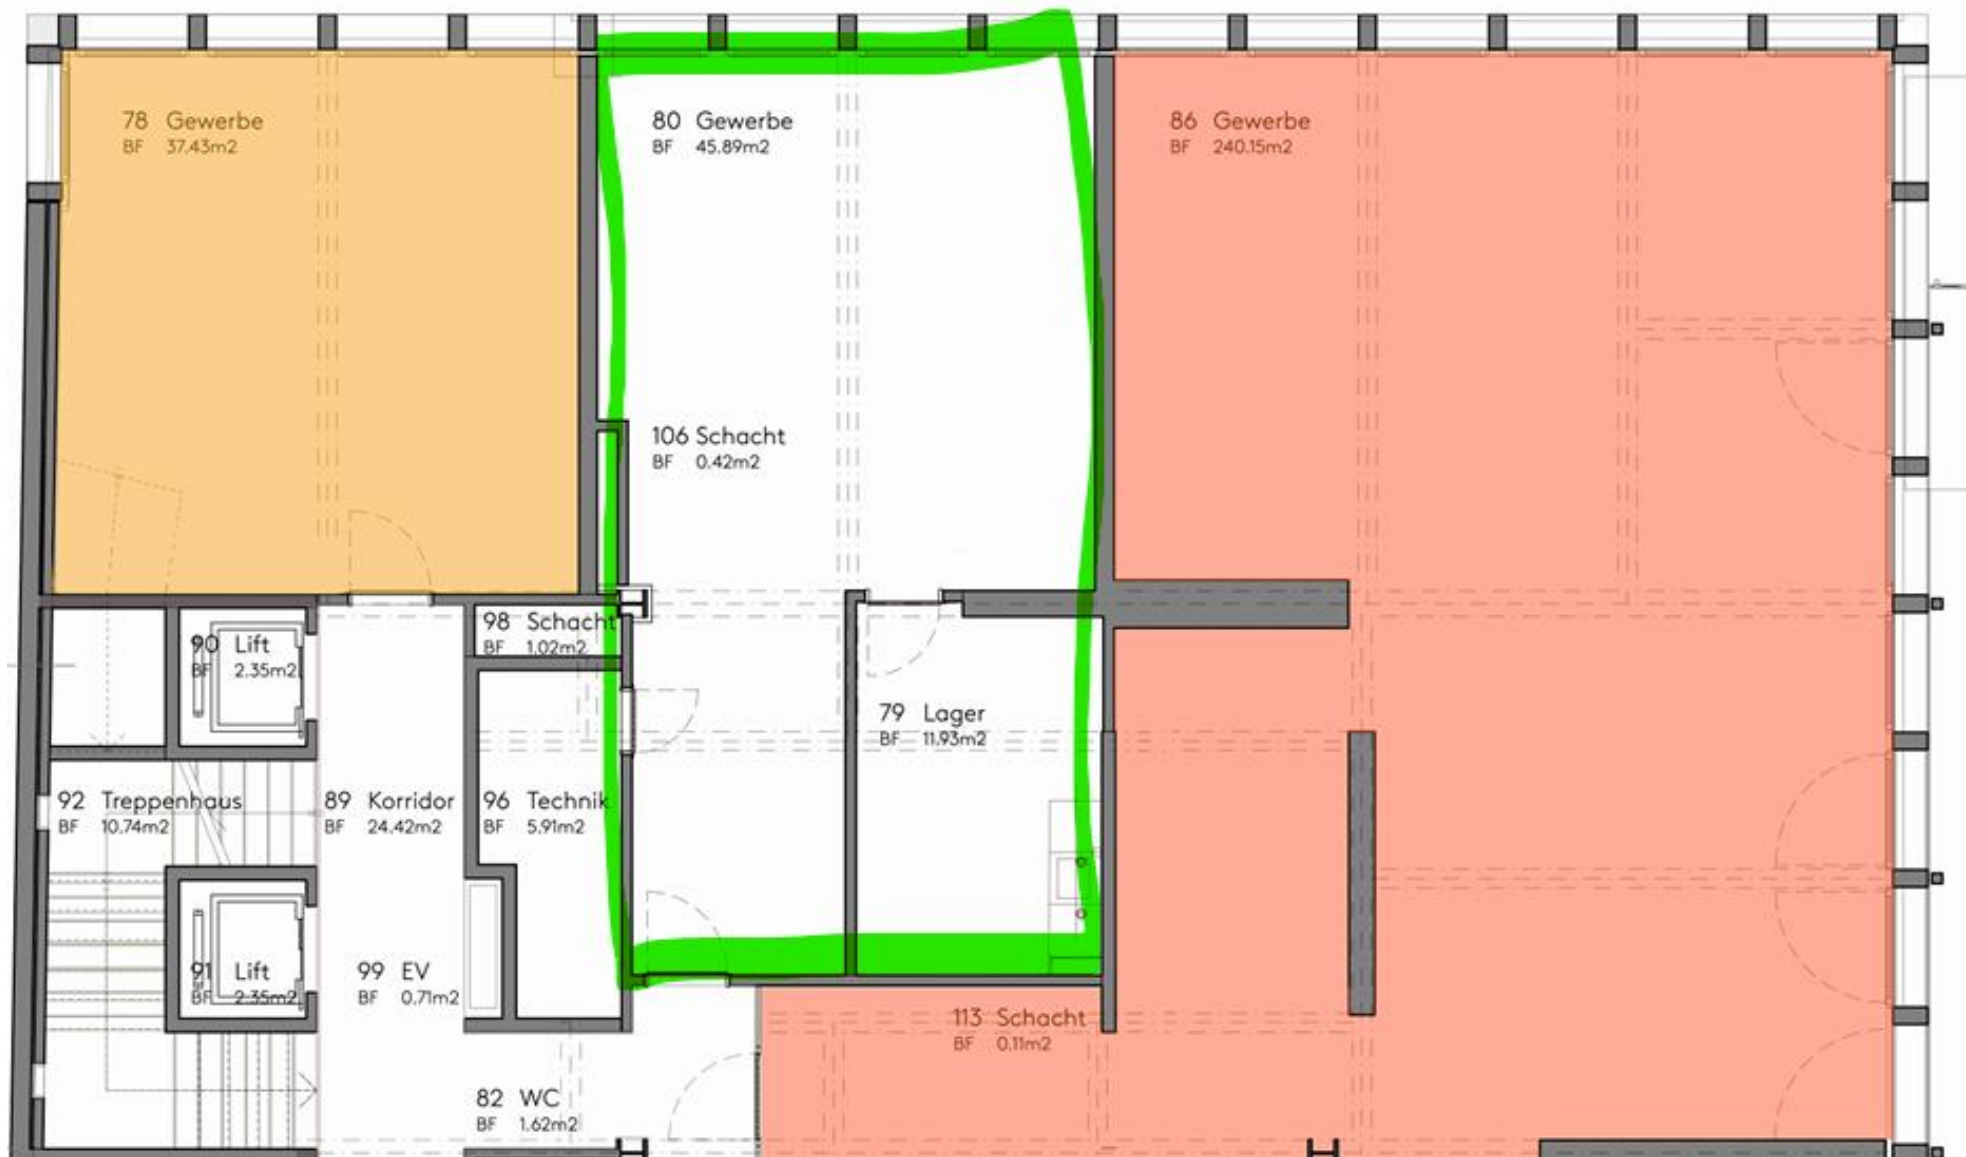 78 Gewerbe
BF 37.43m2
80 Gewerbe
BF 45.89m2
86 Gewerbe
BF 240.15m2
106 Schacht
BF 0.42m2
98 Schacht
BF 1.02m2
90 Lift
BF 2.35m2
79 Lager
BF 11.93m2
92 Treppenhaus
BF 10.74m2
89 Korridor
BF 24.42m2
96 Technik
BF 5.91m2
91 Lift
BF 2.35m2
99 EV
BF 0.71m2
113 Schacht
BF 0.11m2
82 WC
BF 1.62m2